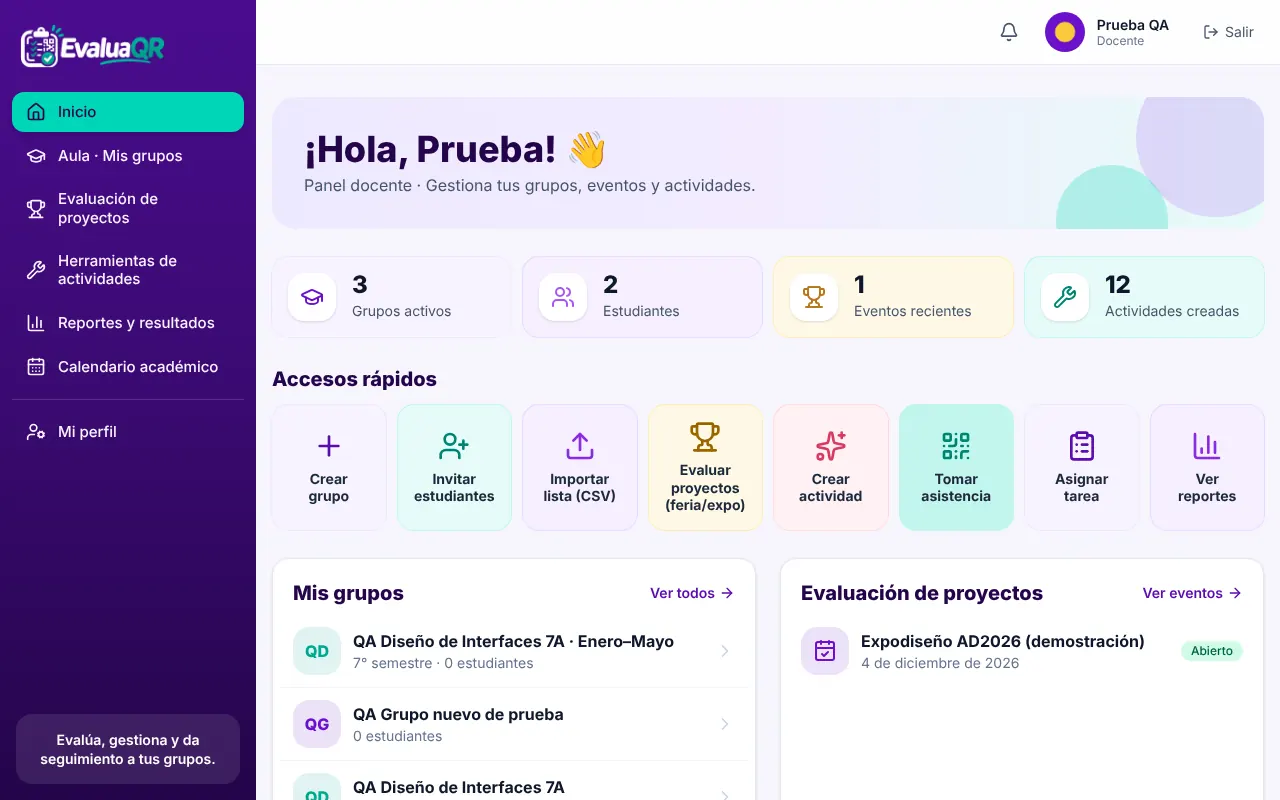 EvaluaQR
Inicio
Aula · Mis grupos
Evaluación de
proyectos
Herramientas de
actividades
Reportes y resultados
Calendario académico
Mi perfil
Evalúa, gestiona y da
seguimiento a tus grupos.
Prueba QA
Docente
Salir
¡Hola, Prueba! 👋
Panel docente · Gestiona tus grupos, eventos y actividades.
3
Grupos activos
2
Estudiantes
1
Eventos recientes
12
Actividades creadas
Accesos rápidos
Crear
grupo
Invitar
estudiantes
Importar
lista (CSV)
Evaluar
proyectos
(feria/expo)
Crear
actividad
Tomar
asistencia
Asignar
tarea
Ver
reportes
Mis grupos
Ver todos →
QD
QA Diseño de Interfaces 7A · Enero–Mayo
7° semestre · 0 estudiantes
QG
QA Grupo nuevo de prueba
0 estudiantes
QD
QA Diseño de Interfaces 7A
Evaluación de proyectos
Ver eventos →
Expodiseño AD2026 (demostración)
4 de diciembre de 2026
Abierto